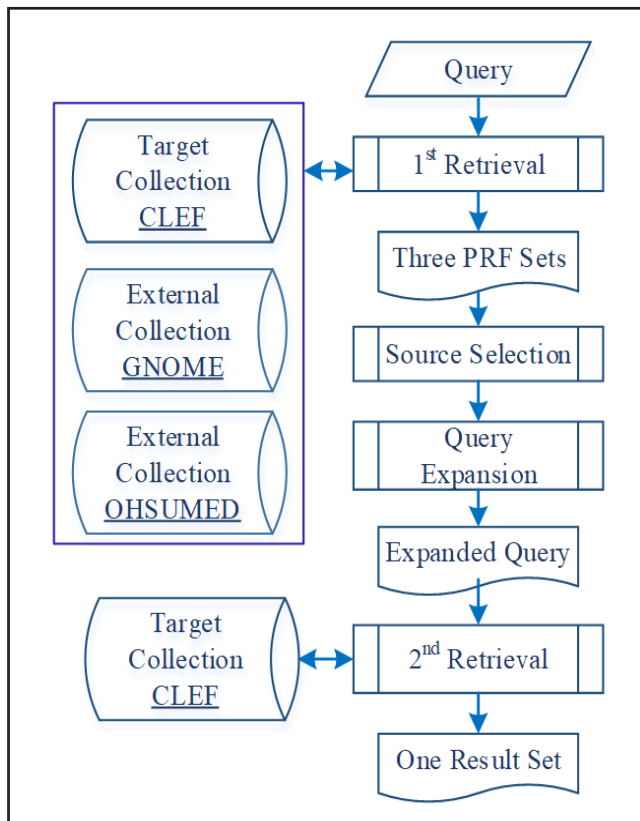 Query
Target
Collection
CLEF
1st Retrieval
Three PRF Sets
External
Collection
GNOME
Source Selection
External
Collection
OHSUMED
Query
Expansion
Expanded Query
Target
Collection
CLEF
2nd Retrieval
One Result Set